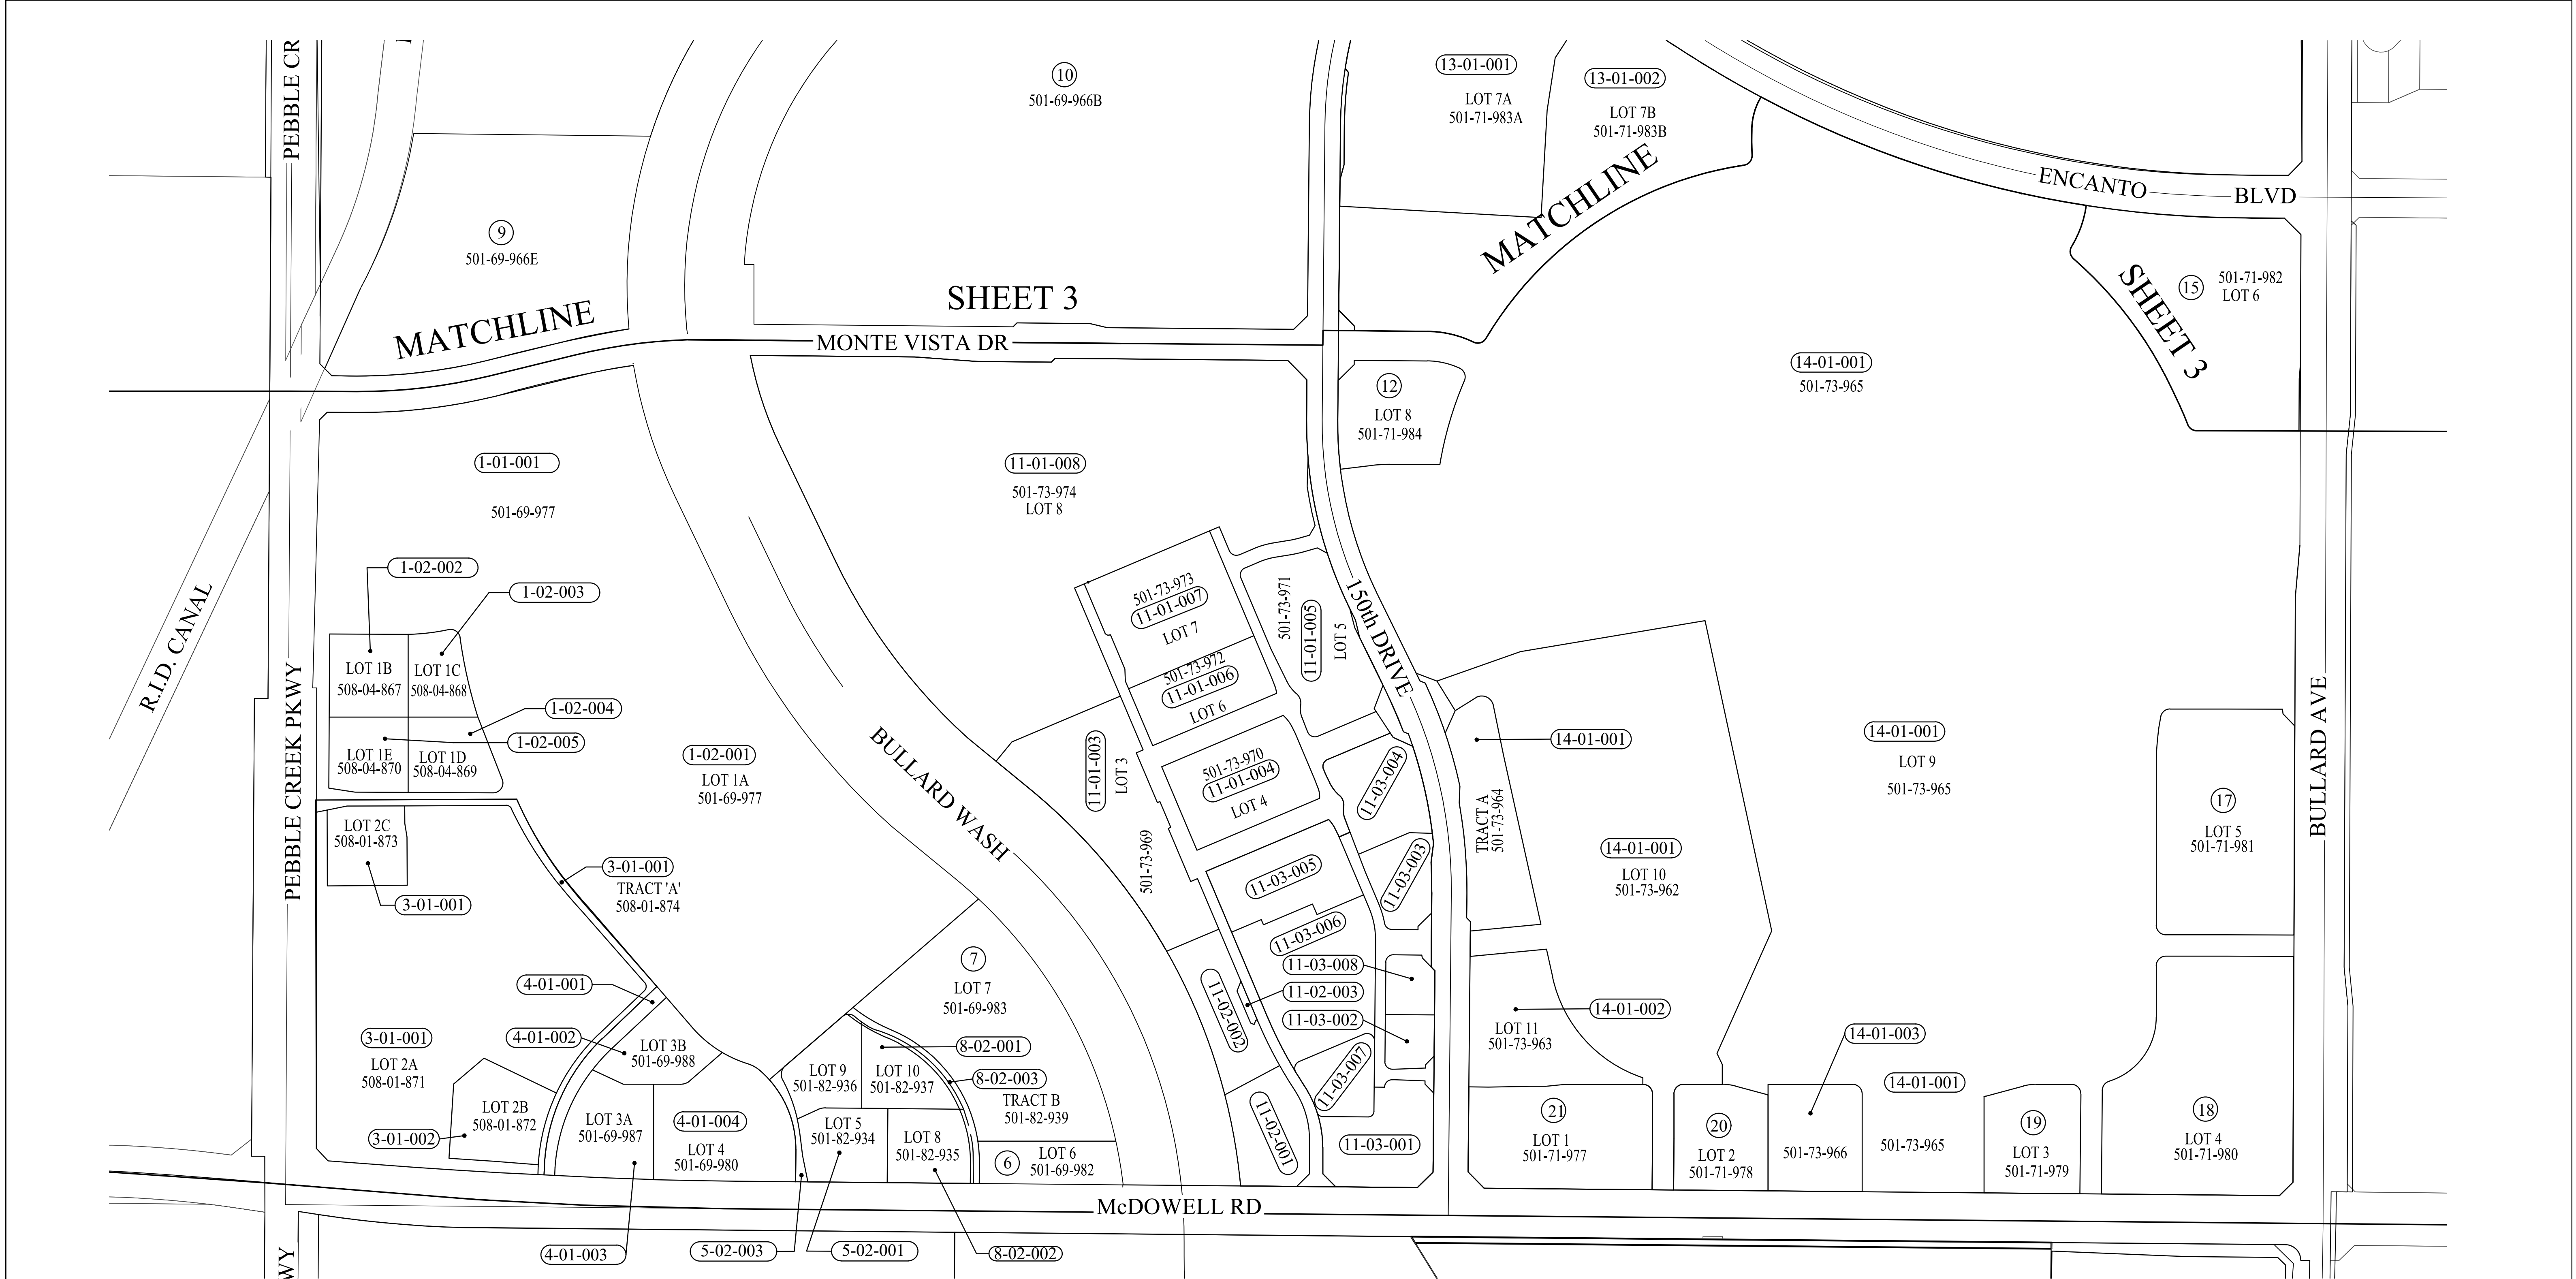 PEBBLE CR
10
501-69-966B
13-01-001
LOT 7A
501-71-983A
13-01-002
LOT 7B
501-71-983B
MATCHLINE
ENCANTO
BLVD
9
501-69-966E
MATCHLINE
SHEET 3
MONTE VISTA DR
15
501-71-982
LOT 6
SHEET 3
12
LOT 8
501-71-984
14-01-001
501-73-965
1-01-001
501-69-977
11-01-008
501-73-974
LOT 8
R.I.D. CANAL
PEBBLE CREEK PKWY
1-02-002
1-02-003
LOT 1B
508-04-867
LOT 1C
508-04-868
1-02-004
1-02-005
LOT 1E
508-04-870
LOT 1D
508-04-869
1-02-001
LOT 1A
501-69-977
BULLARD WASH
501-73-973
11-01-007
LOT 7
501-73-972
11-01-006
LOT 6
501-73-971
11-01-005
LOT 5
150th DRIVE
11-01-003
LOT 3
501-73-969
501-73-970
11-01-004
LOT 4
11-03-004
11-03-003
11-03-005
11-03-006
11-03-008
11-02-003
11-03-002
11-02-002
11-03-007
11-02-001
11-03-001
14-01-001
TRACT A
501-73-964
14-01-001
LOT 10
501-73-962
14-01-001
LOT 9
501-73-965
17
LOT 5
501-71-981
BULLARD AVE
LOT 2C
508-01-873
3-01-001
3-01-001
TRACT 'A'
508-01-874
4-01-001
4-01-002
LOT 3B
501-69-988
3-01-001
LOT 2A
508-01-871
LOT 2B
508-01-872
3-01-002
LOT 3A
501-69-987
4-01-004
LOT 4
501-69-980
7
LOT 7
501-69-983
LOT 9
501-82-936
LOT 10
501-82-937
8-02-001
8-02-003
TRACT B
501-82-939
LOT 5
501-82-934
LOT 8
501-82-935
6
LOT 6
501-69-982
14-01-002
LOT 11
501-73-963
14-01-003
14-01-001
21
LOT 1
501-71-977
20
LOT 2
501-71-978
501-73-966
501-73-965
19
LOT 3
501-71-979
18
LOT 4
501-71-980
McDOWELL RD
4-01-003
5-02-003
5-02-001
8-02-002
WY